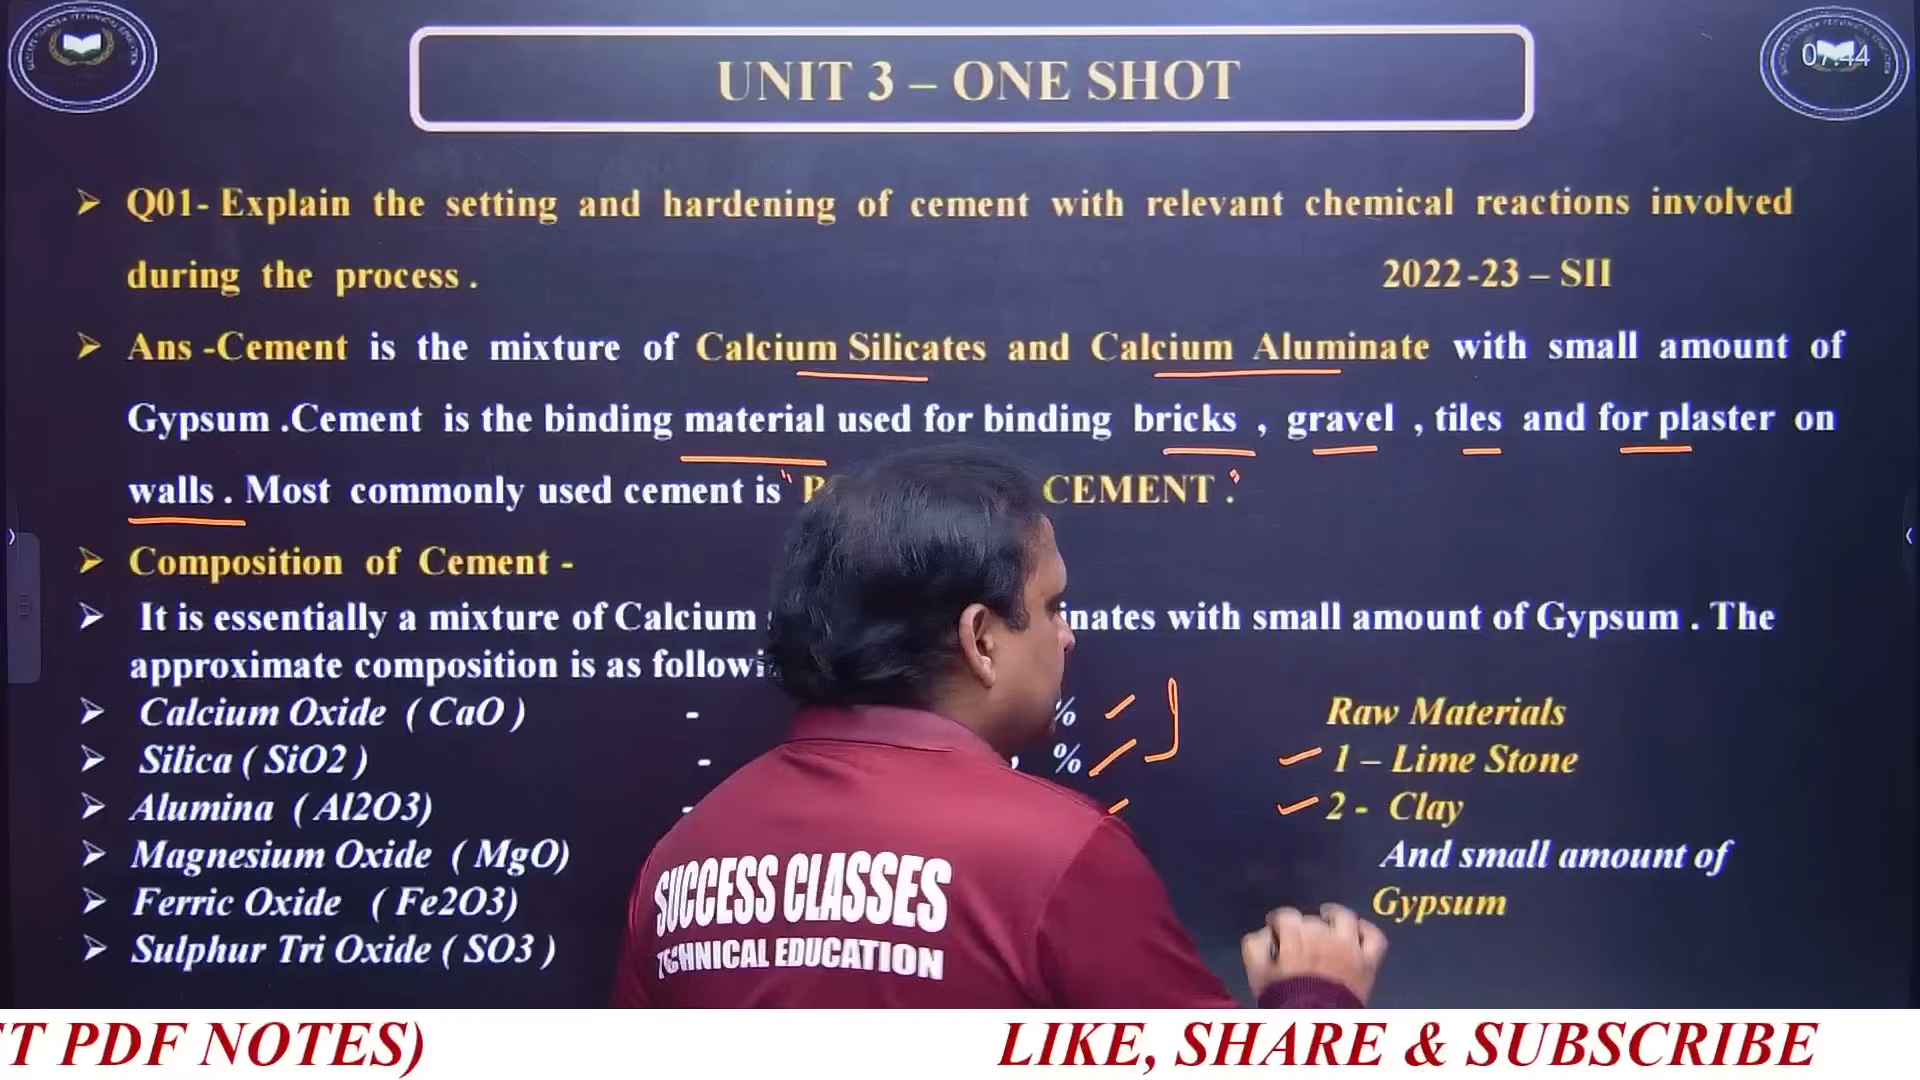 UNIT 3 – ONE SHOT
07:44
Q01- Explain the setting and hardening of cement with relevant chemical reactions involved
during the process .
2022-23 – SII
Ans -Cement is the mixture of Calcium Silicates and Calcium Aluminate with small amount of
Gypsum .Cement is the binding material used for binding bricks , gravel , tiles and for plaster on
walls . Most commonly used cement is " CEMENT ."
Composition of Cement -
It is essentially a mixture of Calcium with small amount of Gypsum . The
approximate composition is as
Calcium Oxide ( CaO ) - %
Silica ( SiO2 ) - , %
Alumina ( Al2O3) -
Magnesium Oxide ( MgO)
Ferric Oxide ( Fe2O3)
Sulphur Tri Oxide ( SO3 )
Raw Materials
1 – Lime Stone
2 - Clay
And small amount of
Gypsum
SUCCESS CLASSES
TECHNICAL EDUCATION
T PDF NOTES)
LIKE, SHARE & SUBSCRIBE